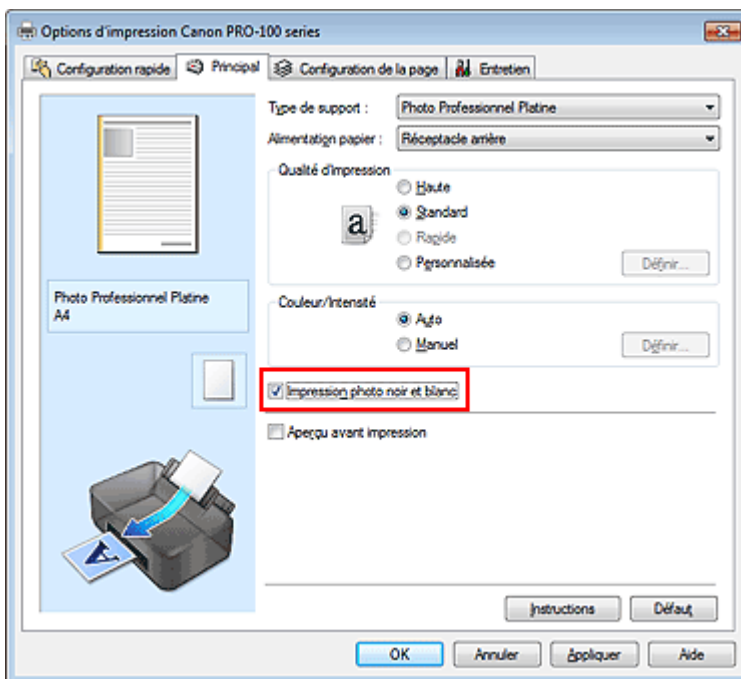 Options d'impression Canon PRO-100 series
Configuration rapide Principal Configuration de la page Entretien
Type de support : Photo Professionnel Platine
Alimentation papier : Réceptacle arrière
Qualité d'impression
Haute
a Standard
Rapide
Personnalisée Définir...
Photo Professionnel Platine
A4
Couleur/Intensité
Auto
Manuel Définir...
Impression photo noir et blanc
Aperçu avant impression
A
Instructions Défaut
OK Annuler Appliquer Aide